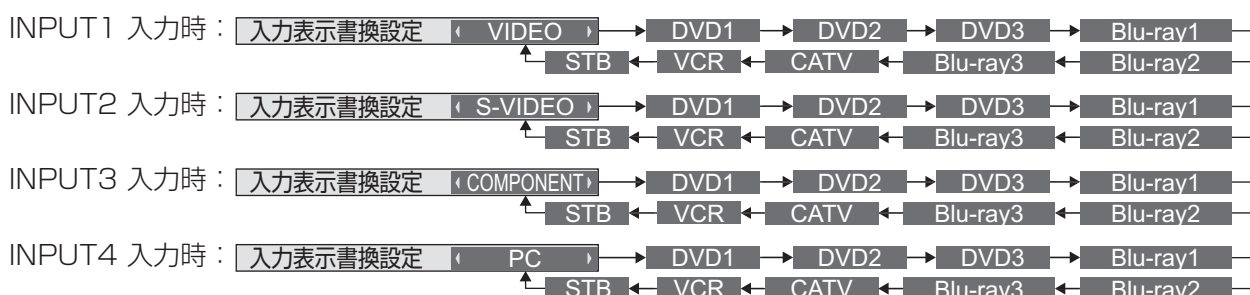 INPUT1 入力時： 入力表示書換設定 VIDEO DVD1 DVD2 DVD3 Blu-ray1
STB VCR CATV Blu-ray3 Blu-ray2
INPUT2 入力時： 入力表示書換設定 S-VIDEO DVD1 DVD2 DVD3 Blu-ray1
STB VCR CATV Blu-ray3 Blu-ray2
INPUT3 入力時： 入力表示書換設定 COMPONENT DVD1 DVD2 DVD3 Blu-ray1
STB VCR CATV Blu-ray3 Blu-ray2
INPUT4 入力時： 入力表示書換設定 PC DVD1 DVD2 DVD3 Blu-ray1
STB VCR CATV Blu-ray3 Blu-ray2